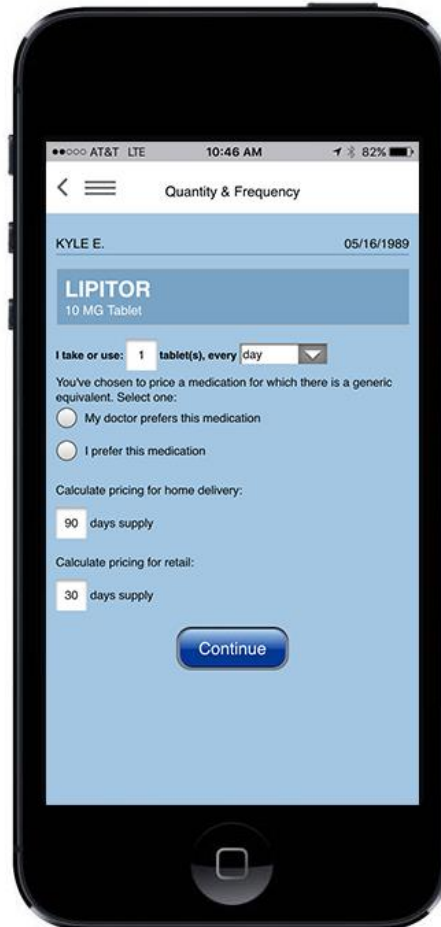 AT&T LTE 10:46 AM 82%
Quantity & Frequency
KYLE E. 05/16/1989
LIPITOR
10 MG Tablet
I take or use: 1 tablet(s), every day
You've chosen to price a medication for which there is a generic
equivalent. Select one:
My doctor prefers this medication
I prefer this medication
Calculate pricing for home delivery:
90 days supply
Calculate pricing for retail:
30 days supply
Continue